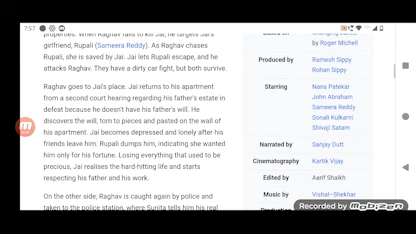 7:57
properties. When Raghav fails to kill Jai, he targets Jai's
girlfriend, Rupali (Sameera Reddy). As Raghav chases
Rupali, she is saved by Jai. Jai lets Rupali escape, and he
attacks Raghav. They have a dirty car fight, but both survive.
Raghav goes to Jai's place. Jai returns to his apartment
from a second court hearing regarding his father's estate in
defeat because he doesn't have his father's will. He
discovers the will, torn to pieces and pasted on the wall of
his apartment. Jai becomes depressed and lonely after his
friends leave him. Rupali dumps him, indicating she wanted
him only for his fortune. Losing everything that used to be
precious, Jai realises the hard-hitting life and starts
respecting his father and his work.
On the other side, Raghav is caught again by police and
taken to the police station, where Sunita tells him his real
Based on
Changing Lanes
by Roger Michell
Produced by
Ramesh Sippy
Rohan Sippy
Starring
Nana Patekar
John Abraham
Sameera Reddy
Sonali Kulkarni
Shivaji Satam
Narrated by
Sanjay Dutt
Cinematography
Kartik Vijay
Edited by
Aarif Shaikh
Music by
Vishal–Shekhar
Production
Recorded by Mobizen